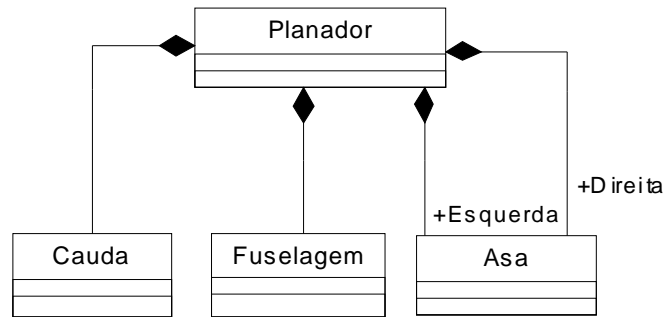 Planador
+Direita
+Esquerda
Cauda
Fuselagem
Asa